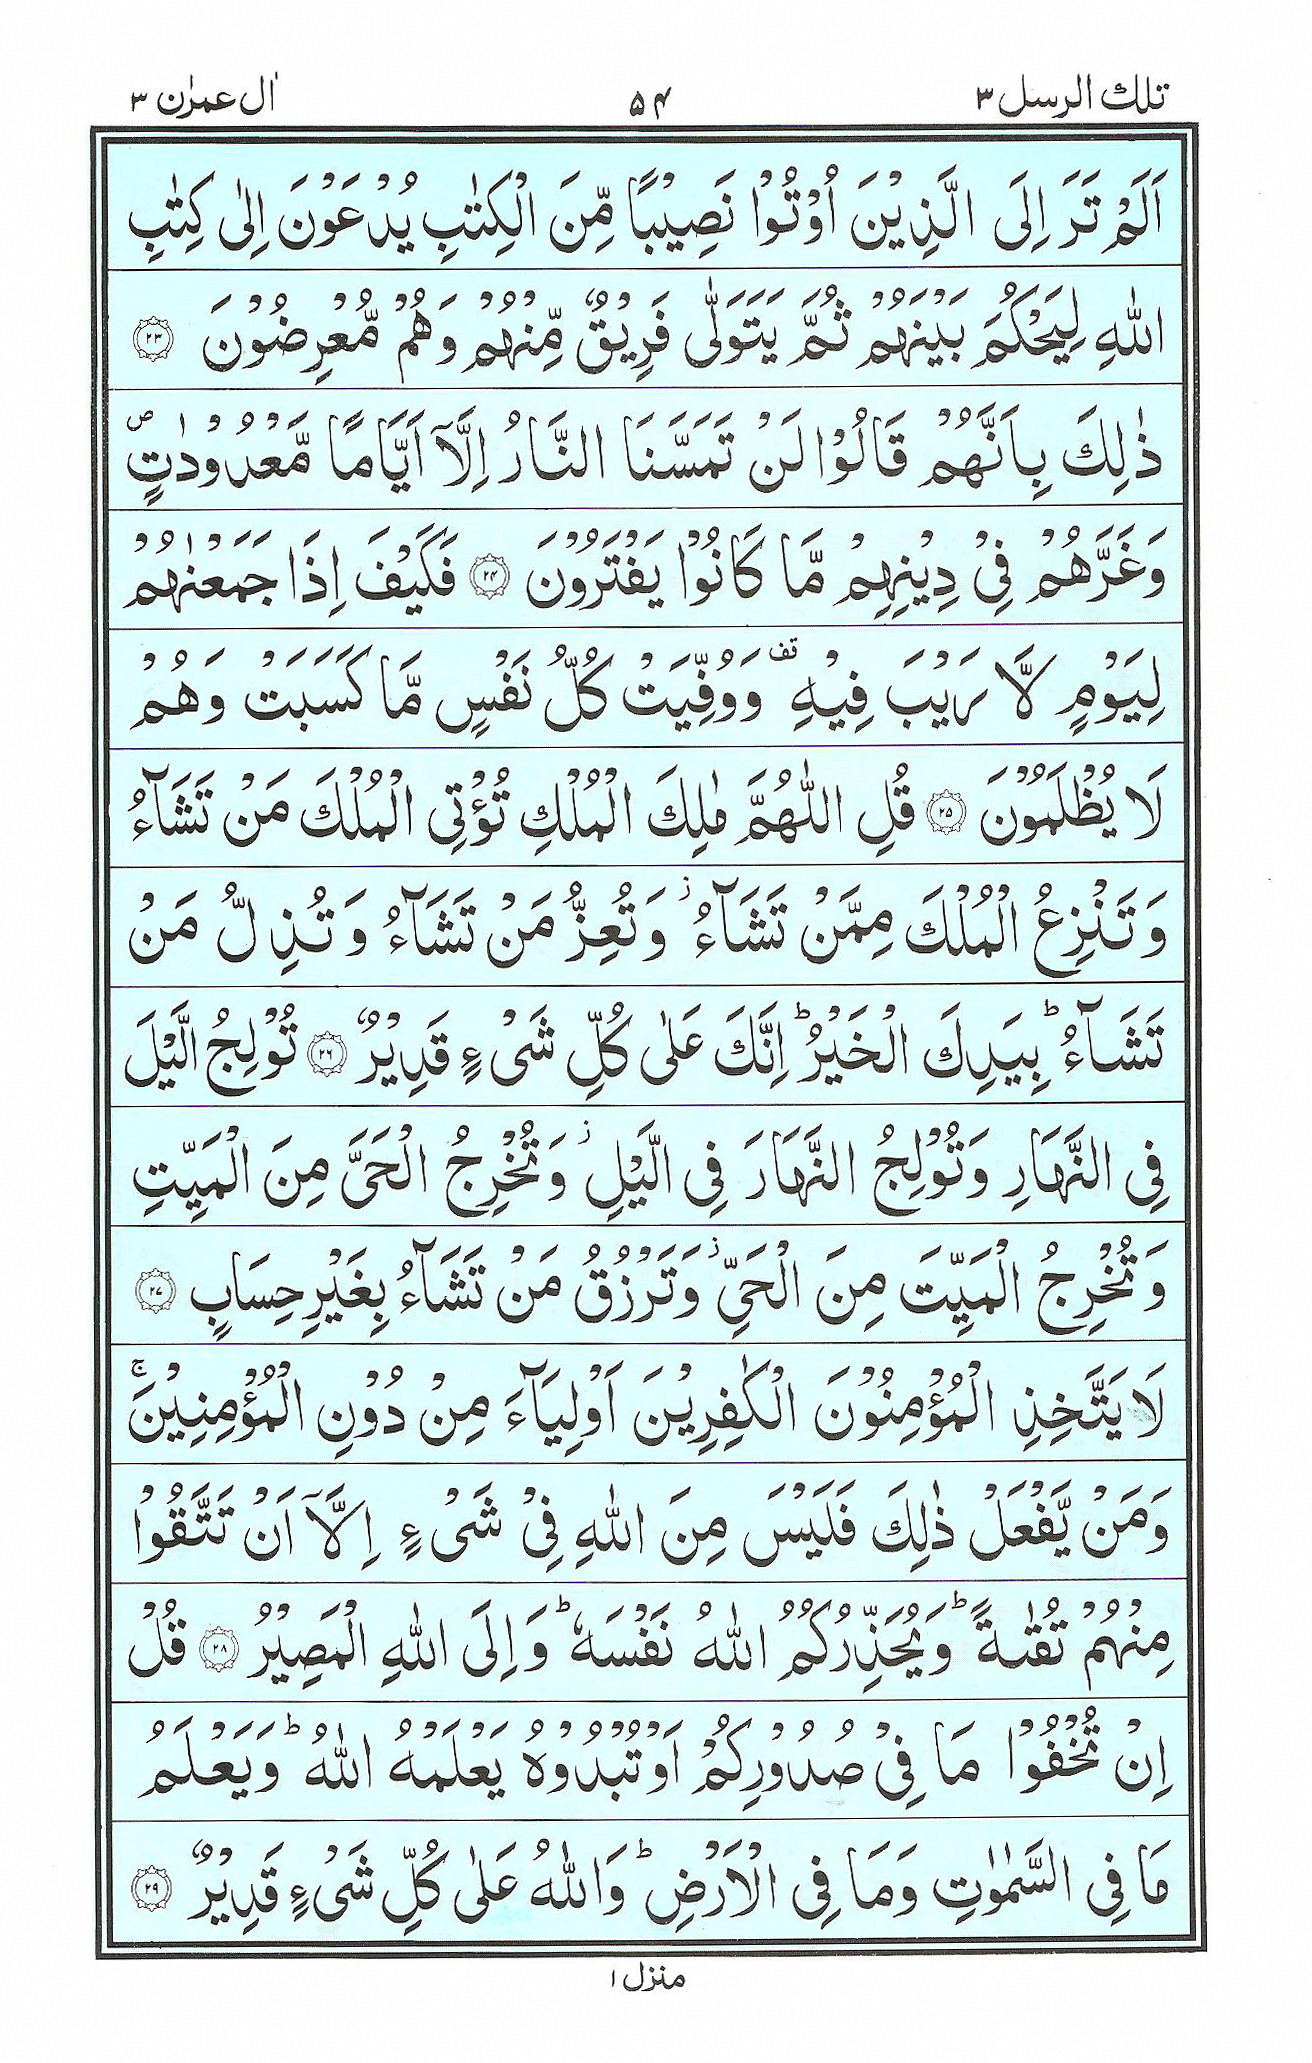 تلك الرسل ٣
۵۴
اٰل عمرٰن ٣
اَلَمْ تَرَ اِلَى الَّذِيْنَ اُوْتُوْا نَصِيْبًا مِّنَ الْكِتٰبِ يُدْعَوْنَ اِلٰى كِتٰبِ
اللّٰهِ لِيَحْكُمَ بَيْنَهُمْ ثُمَّ يَتَوَلّٰى فَرِيْقٌ مِّنْهُمْ وَهُمْ مُّعْرِضُوْنَ ۝٢٣
ذٰلِكَ بِاَنَّهُمْ قَالُوْا لَنْ تَمَسَّنَا النَّارُ اِلَّاۤ اَيَّامًا مَّعْدُوْدٰتٍ ۪
وَغَرَّهُمْ فِيْ دِيْنِهِمْ مَّا كَانُوْا يَفْتَرُوْنَ ۝٢٤ فَكَيْفَ اِذَا جَمَعْنٰهُمْ
لِيَوْمٍ لَّا رَيْبَ فِيْهِ قف وَوُفِّيَتْ كُلُّ نَفْسٍ مَّا كَسَبَتْ وَهُمْ
لَا يُظْلَمُوْنَ ۝٢٥ قُلِ اللّٰهُمَّ مٰلِكَ الْمُلْكِ تُؤْتِى الْمُلْكَ مَنْ تَشَآءُ
وَتَنْزِعُ الْمُلْكَ مِمَّنْ تَشَآءُ ز وَتُعِزُّ مَنْ تَشَآءُ وَتُذِلُّ مَنْ
تَشَآءُ ؕ بِيَدِكَ الْخَيْرُ ؕ اِنَّكَ عَلٰى كُلِّ شَىْءٍ قَدِيْرٌ ۝٢٦ تُوْلِجُ الَّيْلَ
فِى النَّهَارِ وَتُوْلِجُ النَّهَارَ فِى الَّيْلِ ز وَتُخْرِجُ الْحَىَّ مِنَ الْمَيِّتِ
وَتُخْرِجُ الْمَيِّتَ مِنَ الْحَىِّ ز وَتَرْزُقُ مَنْ تَشَآءُ بِغَيْرِ حِسَابٍ ۝٢٧
لَا يَتَّخِذِ الْمُؤْمِنُوْنَ الْكٰفِرِيْنَ اَوْلِيَآءَ مِنْ دُوْنِ الْمُؤْمِنِيْنَ ۚ
وَمَنْ يَّفْعَلْ ذٰلِكَ فَلَيْسَ مِنَ اللّٰهِ فِيْ شَىْءٍ اِلَّاۤ اَنْ تَتَّقُوْا
مِنْهُمْ تُقٰىةً ؕ وَيُحَذِّرُكُمُ اللّٰهُ نَفْسَهٗ ؕ وَاِلَى اللّٰهِ الْمَصِيْرُ ۝٢٨ قُلْ
اِنْ تُخْفُوْا مَا فِيْ صُدُوْرِكُمْ اَوْ تُبْدُوْهُ يَعْلَمْهُ اللّٰهُ ؕ وَيَعْلَمُ
مَا فِى السَّمٰوٰتِ وَمَا فِى الْاَرْضِ ؕ وَاللّٰهُ عَلٰى كُلِّ شَىْءٍ قَدِيْرٌ ۝٢٩
منزل ١